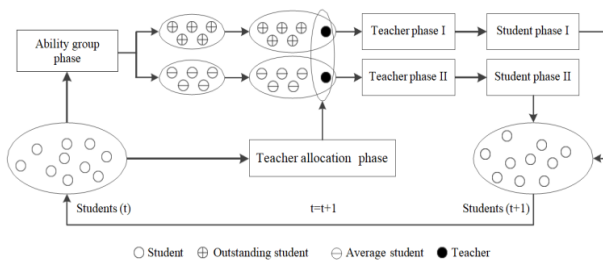 Ability group
phase
Teacher phase I
Student phase I
Teacher phase II
Student phase II
Teacher allocation phase
Students (t)
t=t+1
Students (t+1)
Student
Outstanding student
Average student
Teacher